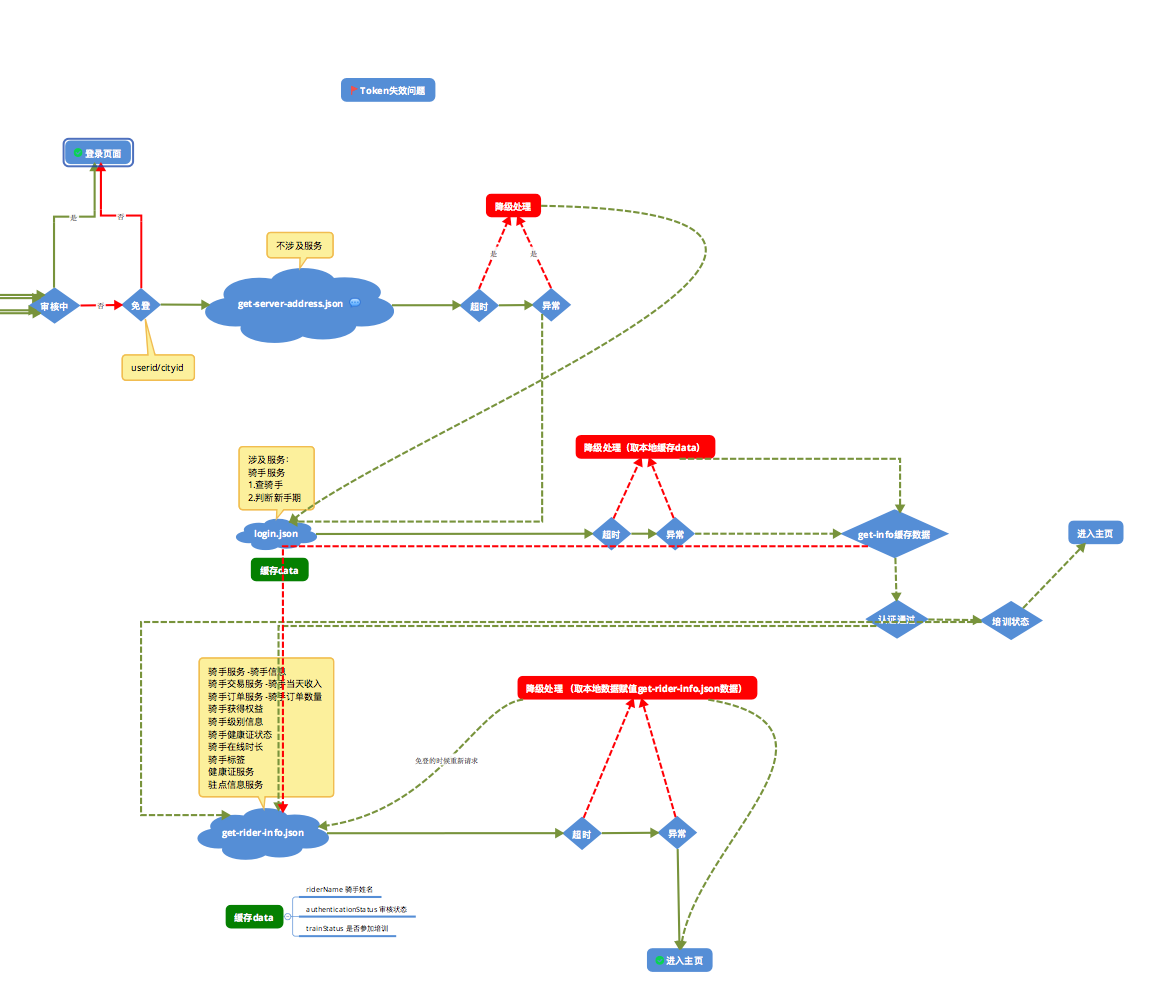 Token失效问题
登录页面
是
否
降级处理
不涉及服务
是
是
get-server-address.json
审核中
否
免登
超时
异常
userid/cityid
降级处理（取本地缓存data）
涉及服务：
骑手服务
1.查骑手
2.判断新手期
login.json
超时
异常
get-info缓存数据
进入主页
缓存data
认证通过
培训状态
骑手服务 -骑手信息
骑手交易服务 -骑手当天收入
骑手订单服务 -骑手订单数量
骑手获得权益
骑手级别信息
骑手健康证状态
骑手在线时长
骑手标签
健康证服务
驻点信息服务
降级处理 （取本地数据赋值get-rider-info.json数据）
免登的时候重新请求
get-rider-info.json
超时
异常
riderName 骑手姓名
authenticationStatus 审核状态
缓存data
trainStatus 是否参加培训
进入主页